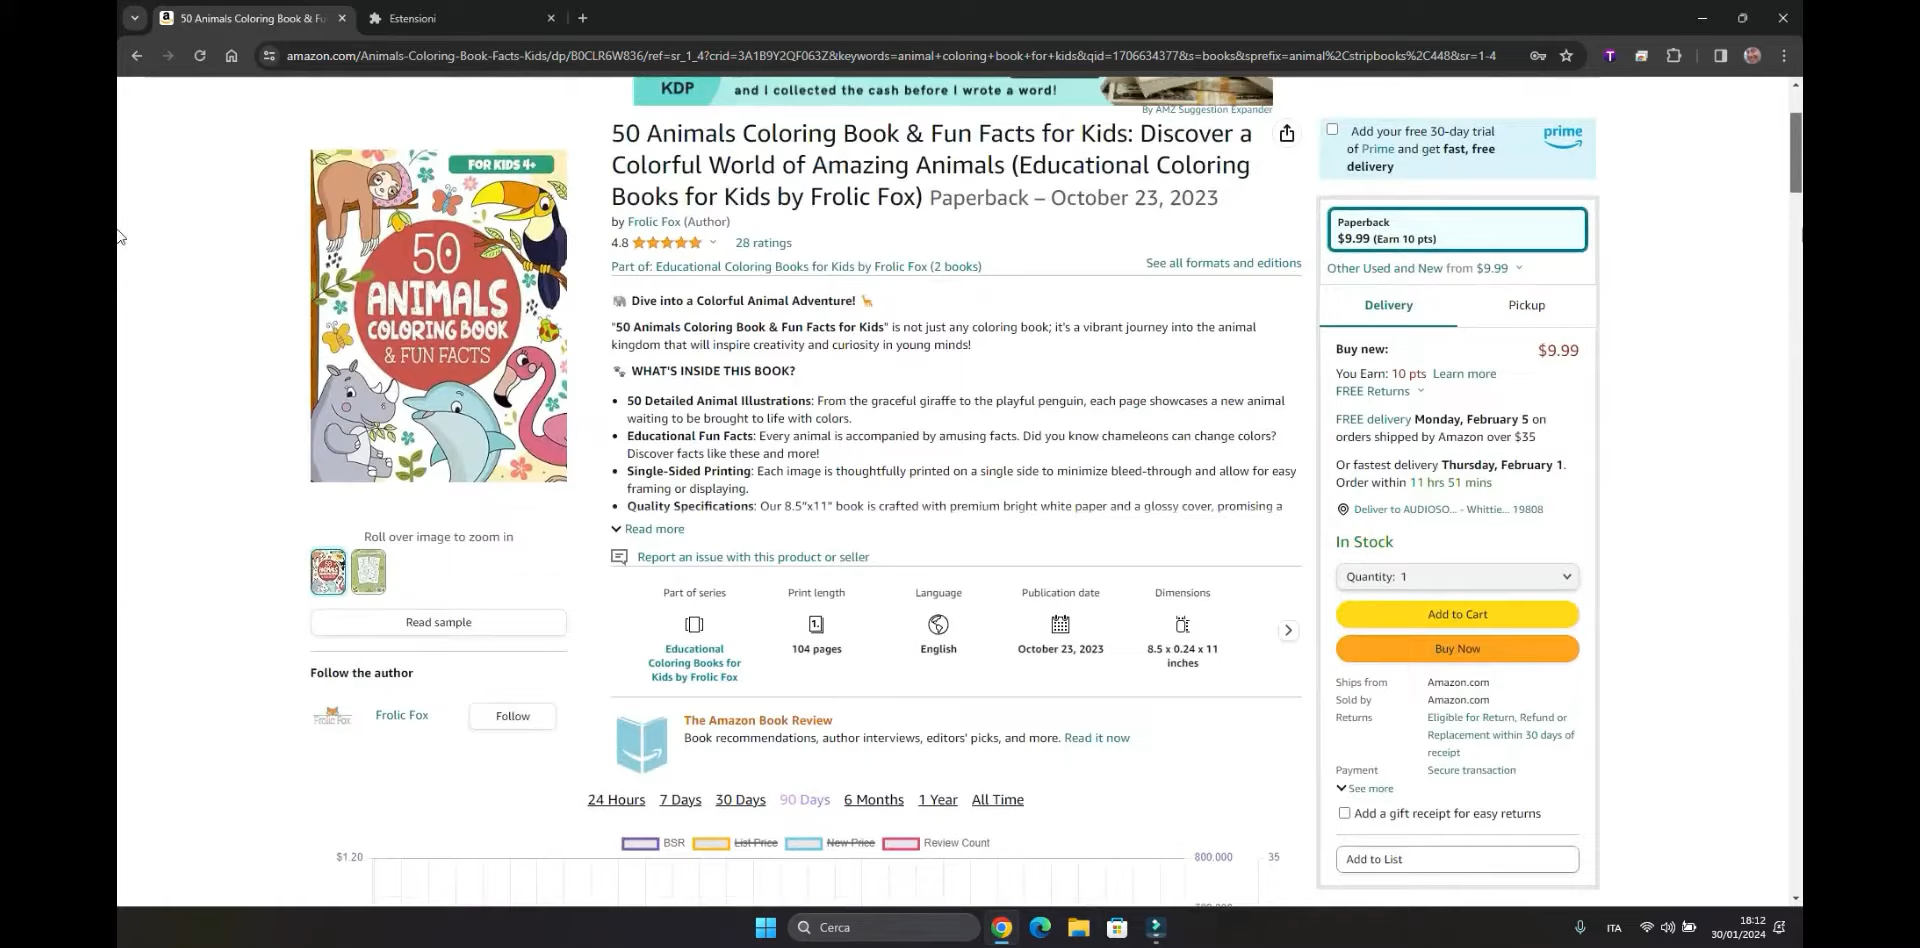 50 Animals Coloring Book & Fu
Estensioni
amazon.com/Animals-Coloring-Book-Facts-Kids/dp/B0CLR6W836/ref=sr_1_4?crid=3A1B9Y2QF063Z&keywords=animal+coloring+book+for+kids&qid=1706634377&s=books&sprefix=animal%2Cstripbooks%2C448&sr=1-4
KDP and I collected the cash before I wrote a word!
By AMZ Suggestion Expander
50 Animals Coloring Book & Fun Facts for Kids: Discover a
Colorful World of Amazing Animals (Educational Coloring
Books for Kids by Frolic Fox) Paperback – October 23, 2023
by Frolic Fox (Author)
4.8 28 ratings
Part of: Educational Coloring Books for Kids by Frolic Fox (2 books)
See all formats and editions
Dive into a Colorful Animal Adventure!
"50 Animals Coloring Book & Fun Facts for Kids" is not just any coloring book; it's a vibrant journey into the animal
kingdom that will inspire creativity and curiosity in young minds!
WHAT'S INSIDE THIS BOOK?
50 Detailed Animal Illustrations: From the graceful giraffe to the playful penguin, each page showcases a new animal
waiting to be brought to life with colors.
Educational Fun Facts: Every animal is accompanied by amusing facts. Did you know chameleons can change colors?
Discover facts like these and more!
Single-Sided Printing: Each image is thoughtfully printed on a single side to minimize bleed-through and allow for easy
framing or displaying.
Quality Specifications: Our 8.5"x11" book is crafted with premium bright white paper and a glossy cover, promising a
Read more
Report an issue with this product or seller
FOR KIDS 4+
50
ANIMALS
COLORING BOOK
& FUN FACTS
Roll over image to zoom in
Read sample
Follow the author
Frolic Fox
Frolic Fox
Follow
Part of series
Educational
Coloring Books for
Kids by Frolic Fox
Print length
104 pages
Language
English
Publication date
October 23, 2023
Dimensions
8.5 x 0.24 x 11
inches
The Amazon Book Review
Book recommendations, author interviews, editors' picks, and more. Read it now
24 Hours 7 Days 30 Days 90 Days 6 Months 1 Year All Time
BSR List Price New Price Review Count
$1.20 800.000 35
Add your free 30-day trial
of Prime and get fast, free
delivery
prime
Paperback
$9.99 (Earn 10 pts)
Other Used and New from $9.99
Delivery Pickup
Buy new: $9.99
You Earn: 10 pts Learn more
FREE Returns
FREE delivery Monday, February 5 on
orders shipped by Amazon over $35
Or fastest delivery Thursday, February 1.
Order within 11 hrs 51 mins
Deliver to AUDIOSO... - Whittie... 19808
In Stock
Quantity: 1
Add to Cart
Buy Now
Ships from Amazon.com
Sold by Amazon.com
Returns Eligible for Return, Refund or
Replacement within 30 days of
receipt
Payment Secure transaction
See more
Add a gift receipt for easy returns
Add to List
Cerca
ITA
18:12
30/01/2024